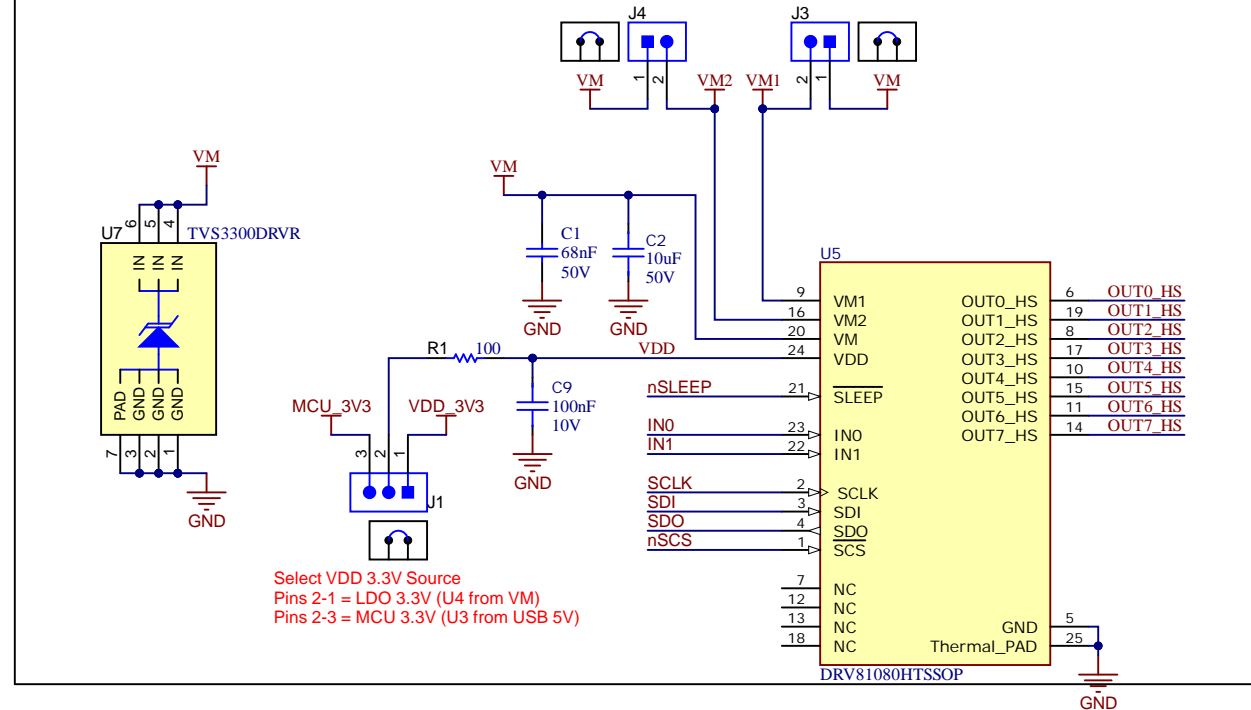 J4
J3
VM
1
2
VM2
VM1
2
1
VM
VM
VM
6
5
4
U7
TVS3300DRVR
IN
IN
IN
PAD
GND
GND
GND
7
3
2
1
GND
C1
68nF
50V
C2
10uF
50V
GND
GND
R1
100
VDD
MCU_3V3
VDD_3V3
C9
100nF
10V
GND
3
2
1
J1
Select VDD 3.3V Source
Pins 2-1 = LDO 3.3V (U4 from VM)
Pins 2-3 = MCU 3.3V (U3 from USB 5V)
nSLEEP
IN0
IN1
SCLK
SDI
SDO
nSCS
U5
9 VM1
16 VM2
20 VM
24 VDD
21 SLEEP
23 IN0
22 IN1
2 SCLK
3 SDI
4 SDO
1 SCS
7 NC
12 NC
13 NC
18 NC
OUT0_HS 6 OUT0_HS
OUT1_HS 19 OUT1_HS
OUT2_HS 8 OUT2_HS
OUT3_HS 17 OUT3_HS
OUT4_HS 10 OUT4_HS
OUT5_HS 15 OUT5_HS
OUT6_HS 11 OUT6_HS
OUT7_HS 14 OUT7_HS
GND 5
Thermal_PAD 25
DRV81080HTSSOP
GND